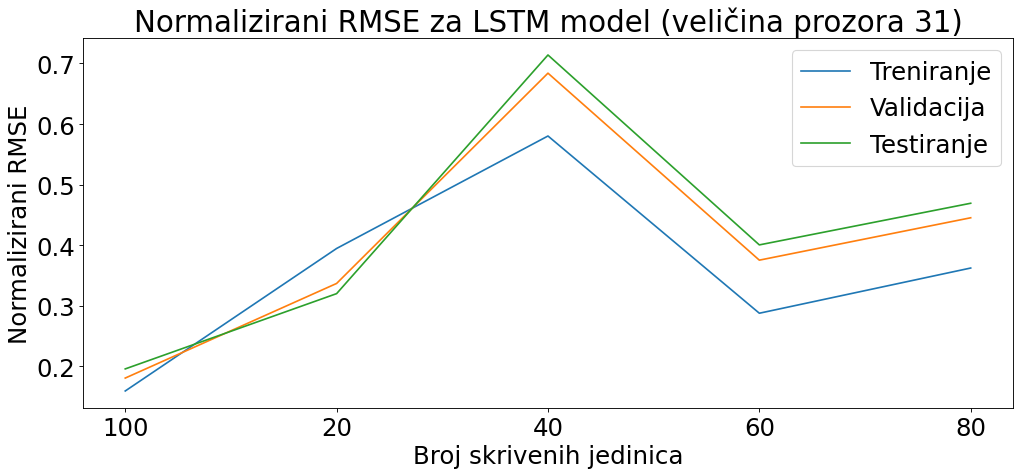 Normalizirani RMSE za LSTM model (veličina prozora 31)
Normalizirani RMSE
0.7
0.6
0.5
0.4
0.3
0.2
Treniranje
Validacija
Testiranje
100 20 40 60 80
Broj skrivenih jedinica